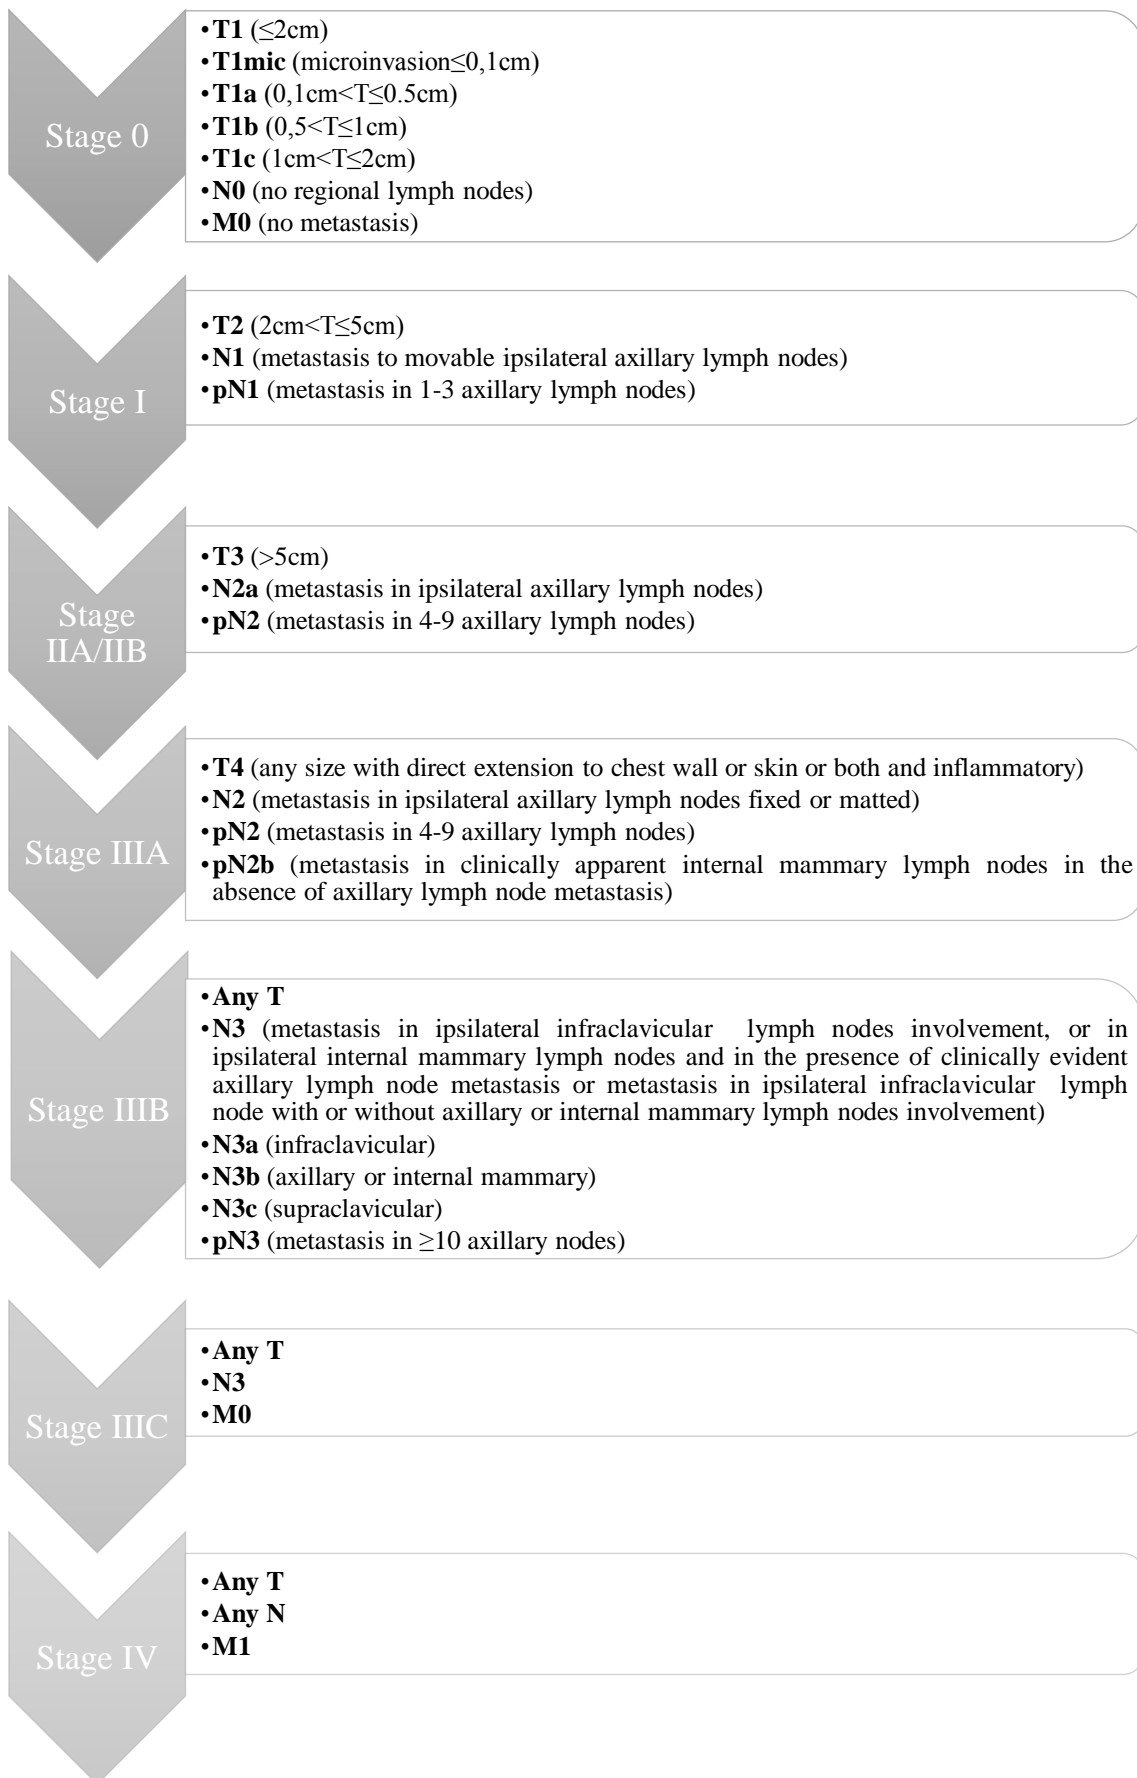 Stage 0
•T1 (≤2cm)
•T1mic (microinvasion≤0,1cm)
•T1a (0,1cm<T≤0.5cm)
•T1b (0,5<T≤1cm)
•T1c (1cm<T≤2cm)
•N0 (no regional lymph nodes)
•M0 (no metastasis)
Stage I
•T2 (2cm<T≤5cm)
•N1 (metastasis to movable ipsilateral axillary lymph nodes)
•pN1 (metastasis in 1-3 axillary lymph nodes)
Stage
IIA/IIB
•T3 (>5cm)
•N2a (metastasis in ipsilateral axillary lymph nodes)
•pN2 (metastasis in 4-9 axillary lymph nodes)
Stage IIIA
•T4 (any size with direct extension to chest wall or skin or both and inflammatory)
•N2 (metastasis in ipsilateral axillary lymph nodes fixed or matted)
•pN2 (metastasis in 4-9 axillary lymph nodes)
•pN2b (metastasis in clinically apparent internal mammary lymph nodes in the
absence of axillary lymph node metastasis)
Stage IIIB
•Any T
•N3 (metastasis in ipsilateral infraclavicular lymph nodes involvement, or in
ipsilateral internal mammary lymph nodes and in the presence of clinically evident
axillary lymph node metastasis or metastasis in ipsilateral infraclavicular lymph
node with or without axillary or internal mammary lymph nodes involvement)
•N3a (infraclavicular)
•N3b (axillary or internal mammary)
•N3c (supraclavicular)
•pN3 (metastasis in ≥10 axillary nodes)
Stage IIIC
•Any T
•N3
•M0
Stage IV
•Any T
•Any N
•M1